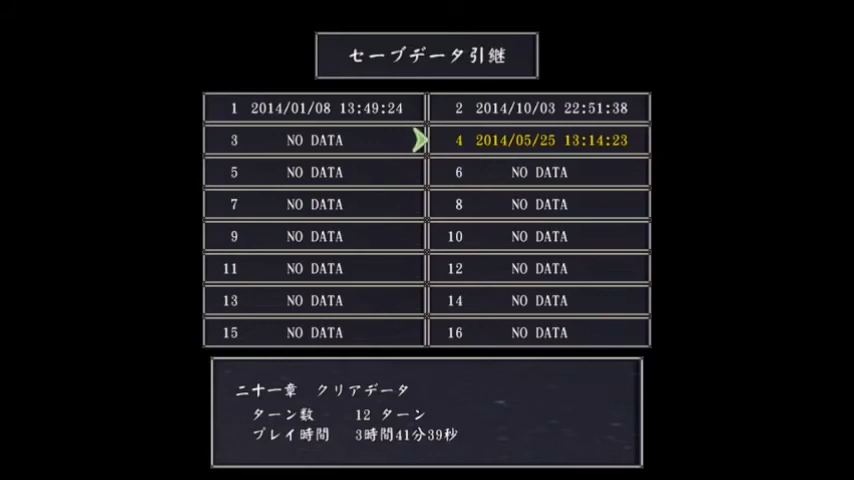 セーブデータ引継
1 2014/01/08 13:49:24
2 2014/10/03 22:51:38
3 NO DATA
4 2014/05/25 13:14:23
5 NO DATA
6 NO DATA
7 NO DATA
8 NO DATA
9 NO DATA
10 NO DATA
11 NO DATA
12 NO DATA
13 NO DATA
14 NO DATA
15 NO DATA
16 NO DATA
二十一章 クリアデータ
ターン数 12 ターン
プレイ時間 3時間41分39秒